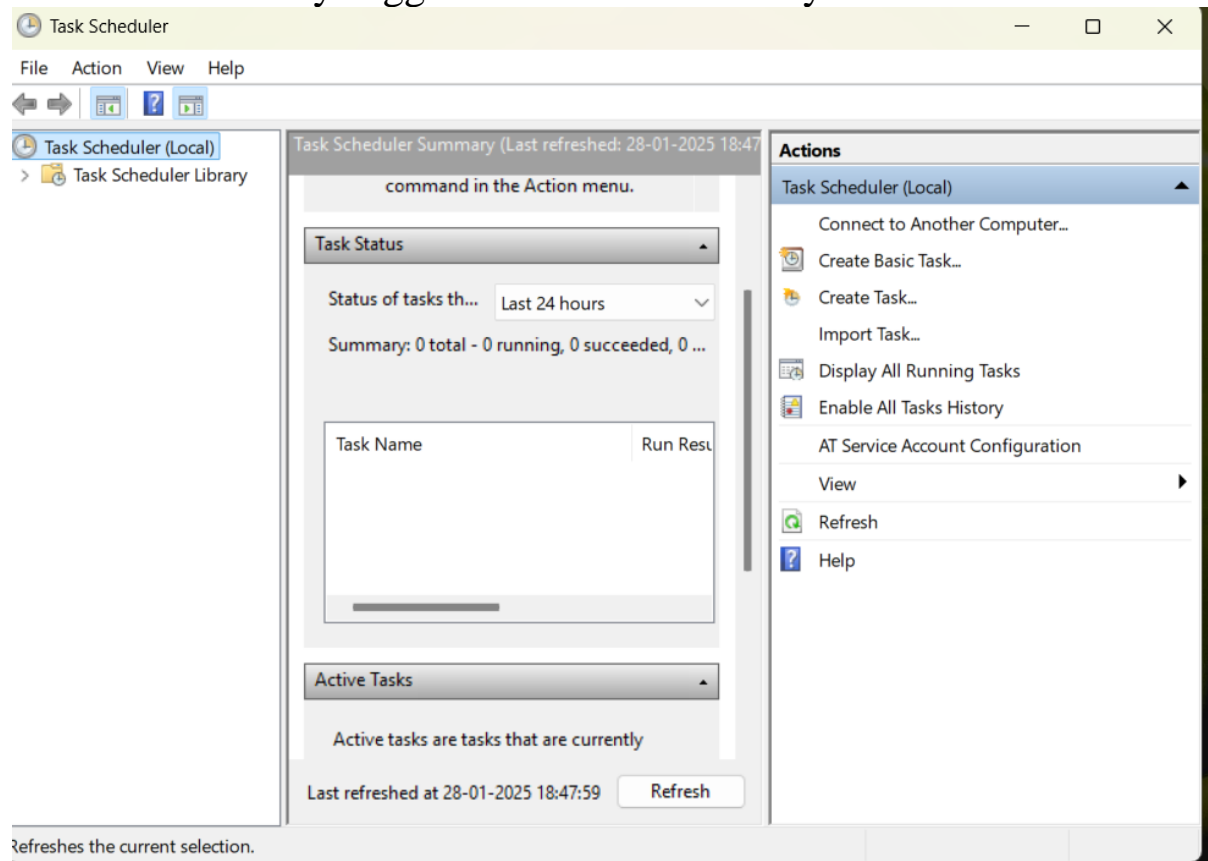 Task Scheduler
File Action View Help
Task Scheduler (Local)
Task Scheduler Library
Task Scheduler Summary (Last refreshed: 28-01-2025 18:47
command in the Action menu.
Task Status
Status of tasks th... Last 24 hours
Summary: 0 total - 0 running, 0 succeeded, 0 ...
Task Name Run Resu
Active Tasks
Active tasks are tasks that are currently
Last refreshed at 28-01-2025 18:47:59 Refresh
Actions
Task Scheduler (Local)
Connect to Another Computer...
Create Basic Task...
Create Task...
Import Task...
Display All Running Tasks
Enable All Tasks History
AT Service Account Configuration
View
Refresh
Help
Refreshes the current selection.